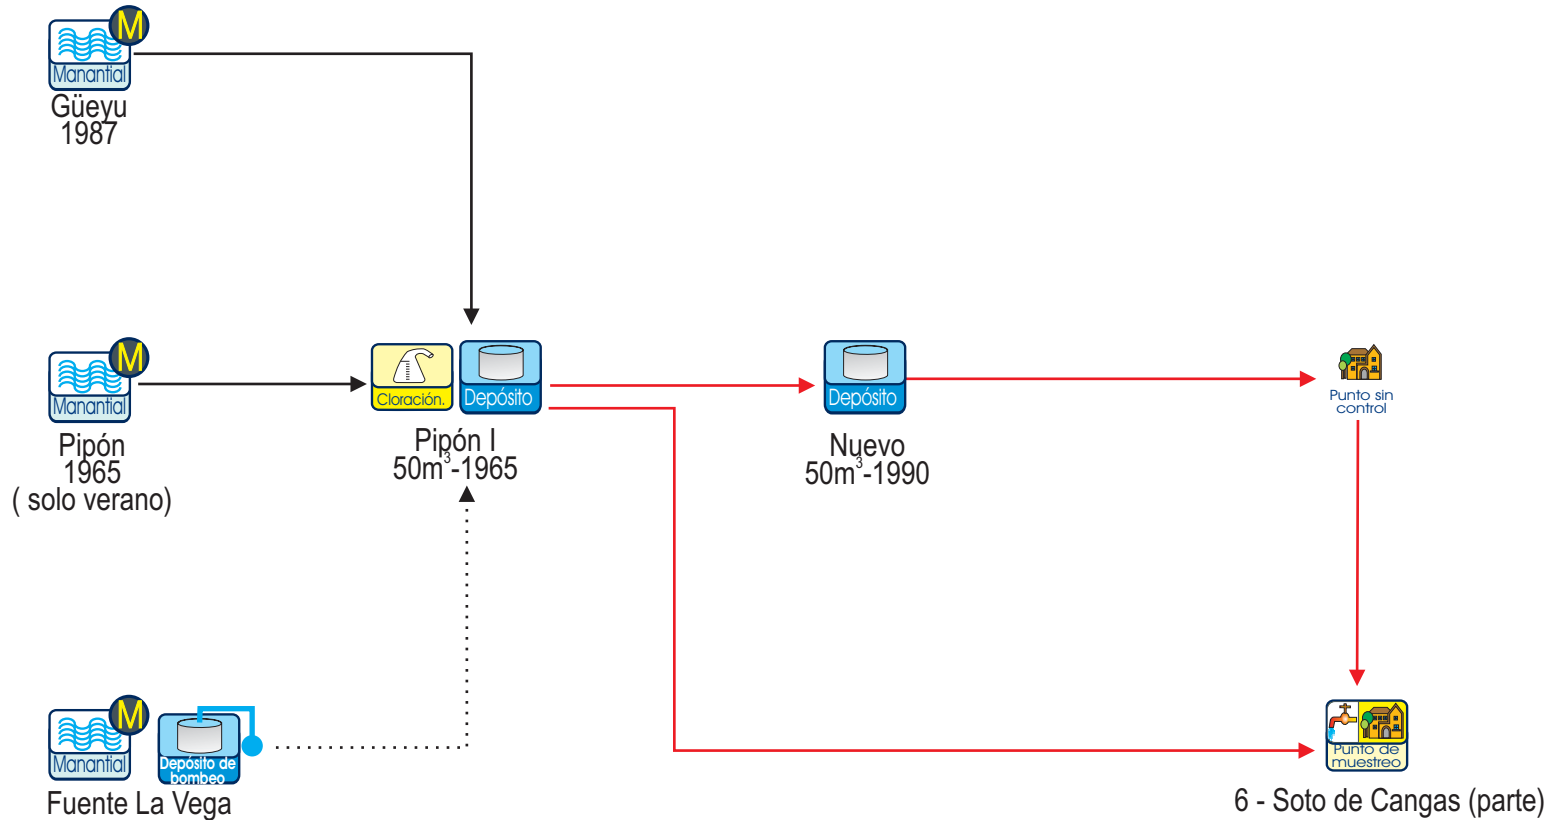 M
Manantial
Güeyu
1987
M
Manantial
Pipón
1965
( solo verano)
Cloración.
Depósito
Pipón I
50m³-1965
Depósito
Nuevo
50m³-1990
Punto sin
control
M
Manantial
Depósito de
bombeo
Fuente La Vega
Punto de
muestreo
6 - Soto de Cangas (parte)